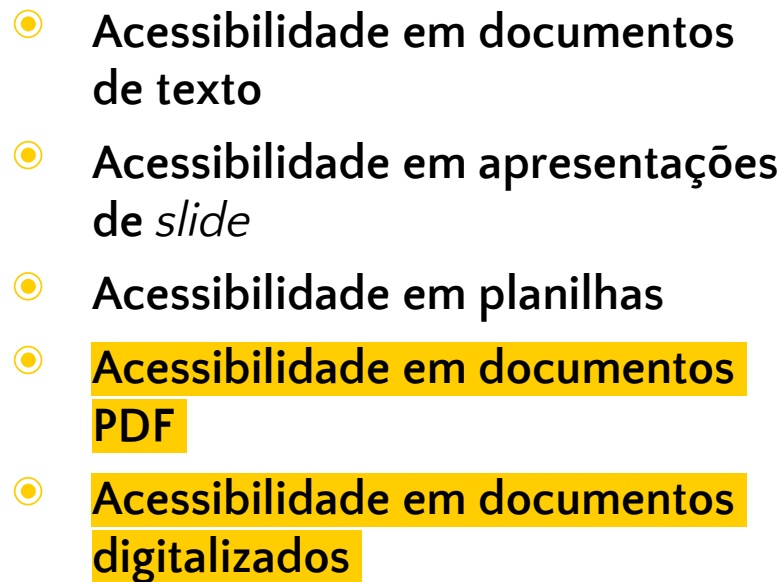 Acessibilidade em documentos
de texto
Acessibilidade em apresentações
de slide
Acessibilidade em planilhas
Acessibilidade em documentos
PDF
Acessibilidade em documentos
digitalizados